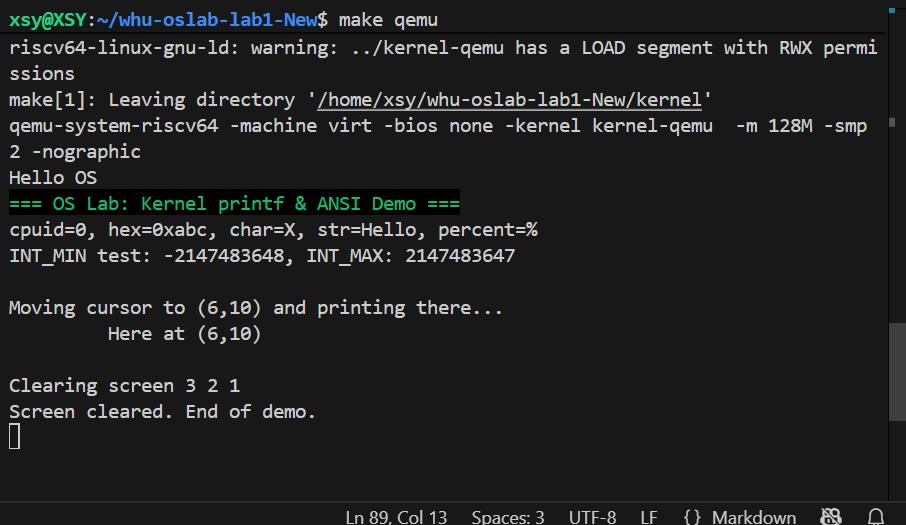 xsy@XSY:~/whu-oslab-lab1-New$ make qemu
riscv64-linux-gnu-ld: warning: ../kernel-qemu has a LOAD segment with RWX permi
ssions
make[1]: Leaving directory '/home/xsy/whu-oslab-lab1-New/kernel'
qemu-system-riscv64 -machine virt -bios none -kernel kernel-qemu  -m 128M -smp
2 -nographic
Hello OS
=== OS Lab: Kernel printf & ANSI Demo ===
cpuid=0, hex=0xabc, char=X, str=Hello, percent=%
INT_MIN test: -2147483648, INT_MAX: 2147483647
Moving cursor to (6,10) and printing there...
Here at (6,10)
Clearing screen 3 2 1
Screen cleared. End of demo.
Ln 89, Col 13 Spaces: 3 UTF-8 LF {} Markdown